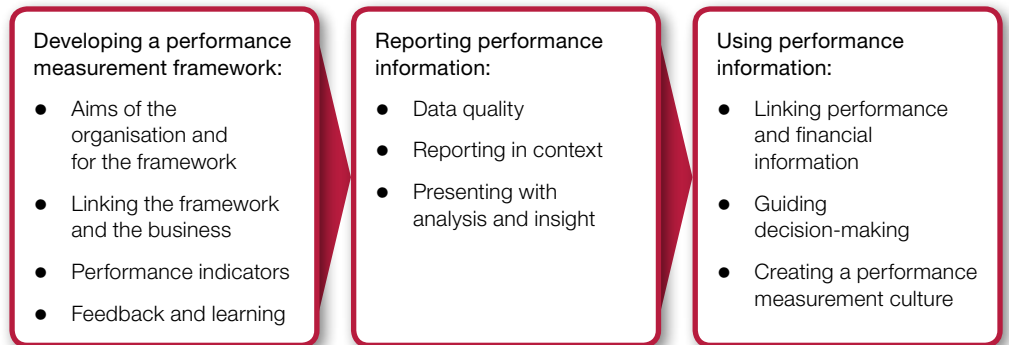 Developing a performance
measurement framework:
● Aims of the
organisation and
for the framework
● Linking the framework
and the business
● Performance indicators
● Feedback and learning
Reporting performance
information:
● Data quality
● Reporting in context
● Presenting with
analysis and insight
Using performance
information:
● Linking performance
and financial
information
● Guiding
decision-making
● Creating a performance
measurement culture